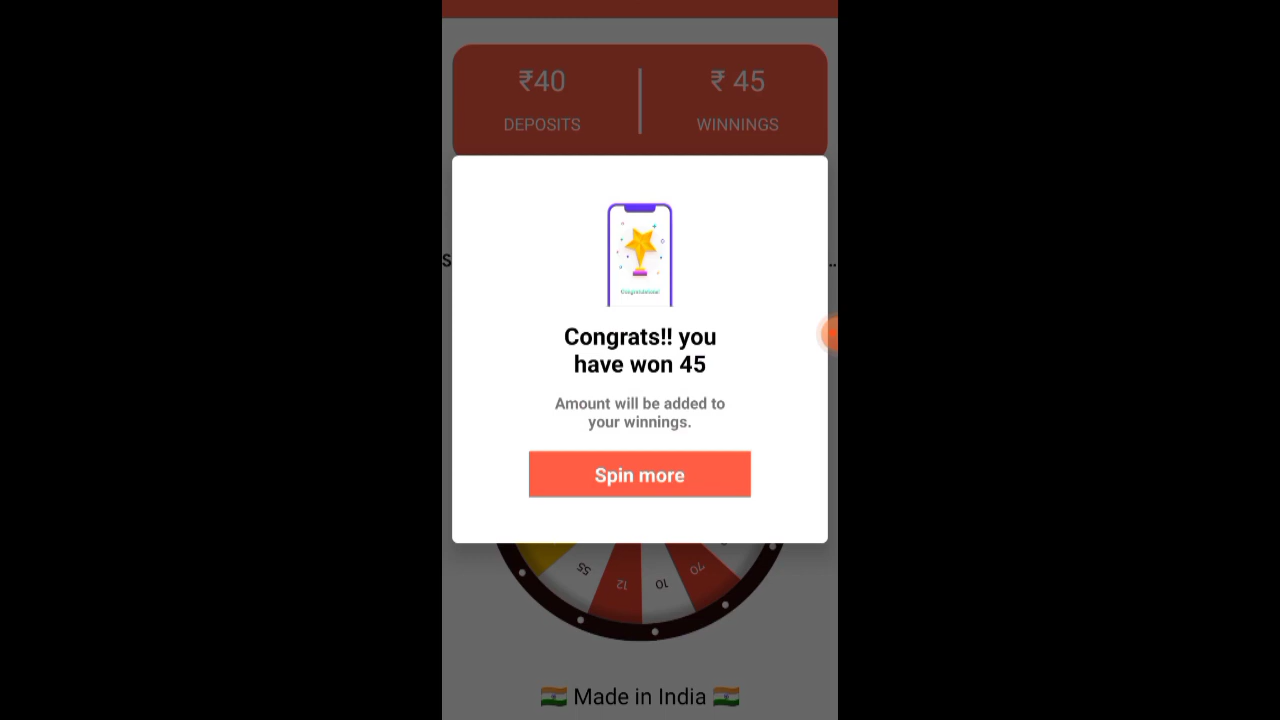 ₹40
₹ 45
DEPOSITS
WINNINGS
S
..
Congrats!! you
have won 45
Amount will be added to
your winnings.
Spin more
55
12
10
70
Made in India